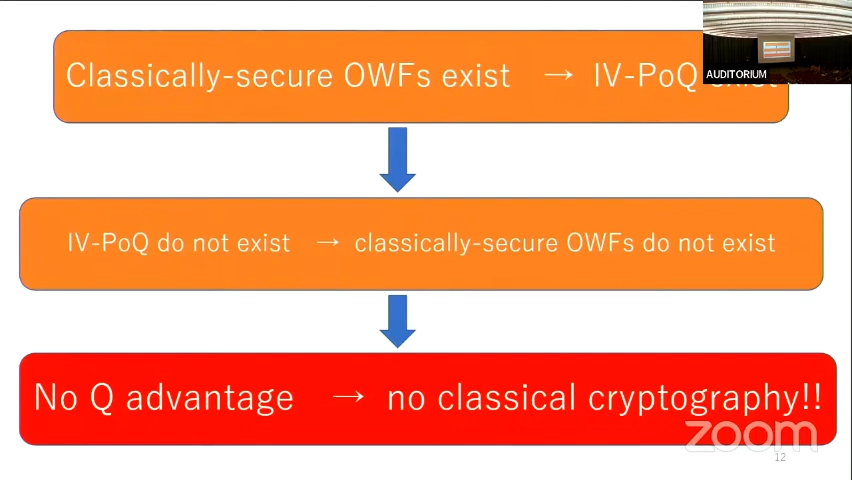 Classically-secure OWFs exist → IV-PoQ
AUDITORIUM
IV-PoQ do not exist → classically-secure OWFs do not exist
No Q advantage → no classical cryptography!!
zoom
12